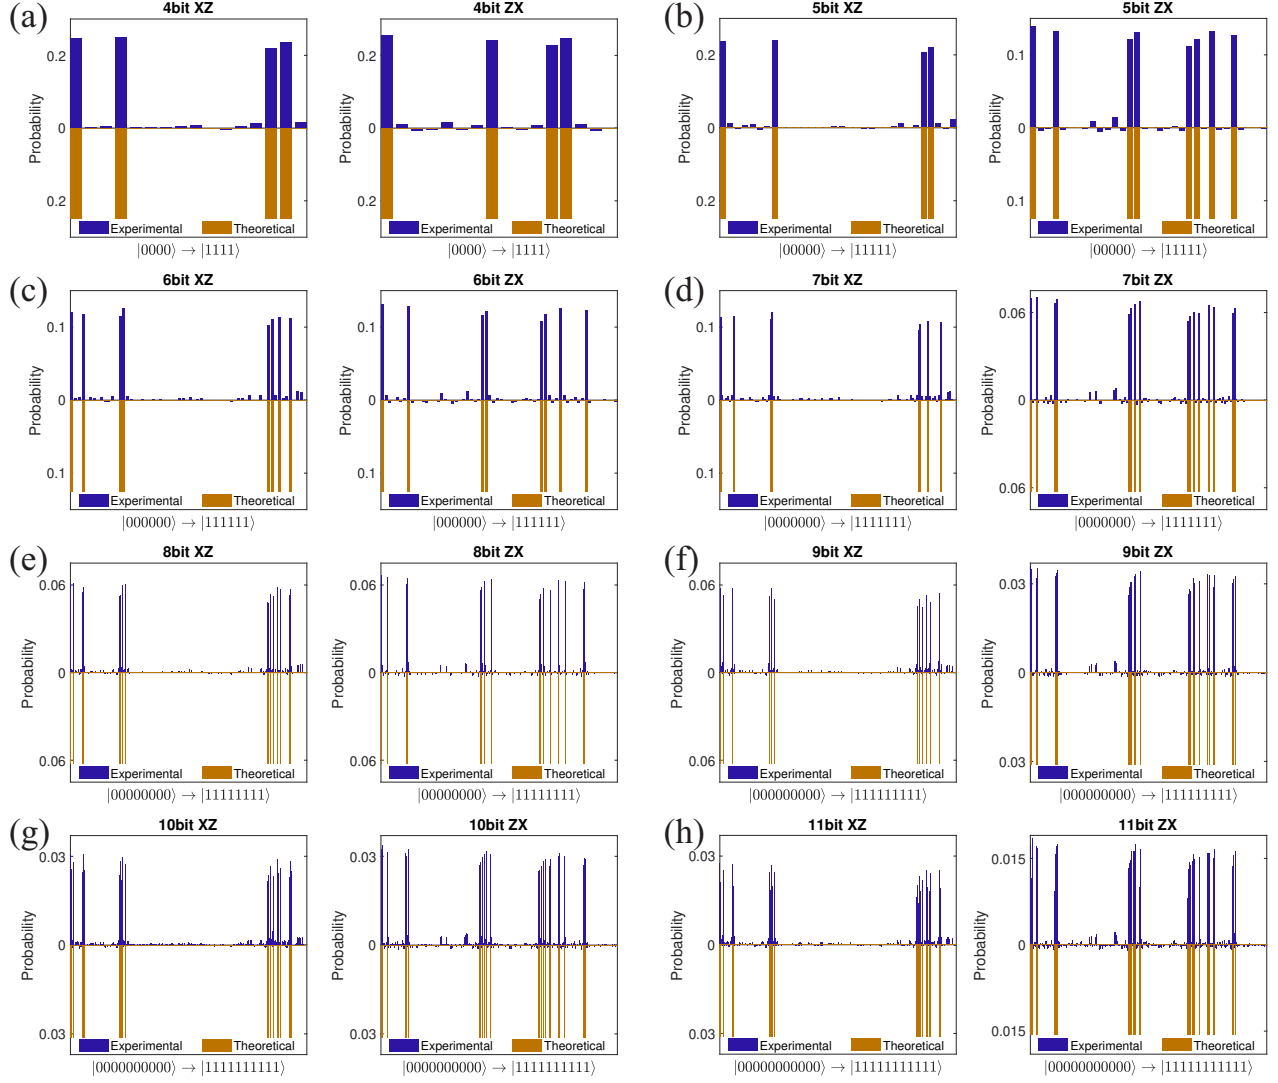 (a)
4bit XZ
Probability
0.2
0
0.2
Experimental
Theoretical
|0000⟩ → |1111⟩
4bit ZX
Probability
0.2
0
0.2
Experimental
Theoretical
|0000⟩ → |1111⟩
(b)
5bit XZ
Probability
0.2
0
0.2
Experimental
Theoretical
|00000⟩ → |11111⟩
5bit ZX
Probability
0.1
0
0.1
Experimental
Theoretical
|00000⟩ → |11111⟩
(c)
6bit XZ
Probability
0.1
0
0.1
Experimental
Theoretical
|000000⟩ → |111111⟩
6bit ZX
Probability
0.1
0
0.1
Experimental
Theoretical
|000000⟩ → |111111⟩
(d)
7bit XZ
Probability
0.1
0
0.1
Experimental
Theoretical
|0000000⟩ → |1111111⟩
7bit ZX
Probability
0.06
0
0.06
Experimental
Theoretical
|0000000⟩ → |1111111⟩
(e)
8bit XZ
Probability
0.06
0
0.06
Experimental
Theoretical
|00000000⟩ → |11111111⟩
8bit ZX
Probability
0.06
0
0.06
Experimental
Theoretical
|00000000⟩ → |11111111⟩
(f)
9bit XZ
Probability
0.06
0
0.06
Experimental
Theoretical
|000000000⟩ → |111111111⟩
9bit ZX
Probability
0.03
0
0.03
Experimental
Theoretical
|000000000⟩ → |111111111⟩
(g)
10bit XZ
Probability
0.03
0
0.03
Experimental
Theoretical
|0000000000⟩ → |1111111111⟩
10bit ZX
Probability
0.03
0
0.03
Experimental
Theoretical
|0000000000⟩ → |1111111111⟩
(h)
11bit XZ
Probability
0.03
0
0.03
Experimental
Theoretical
|00000000000⟩ → |11111111111⟩
11bit ZX
Probability
0.015
0
0.015
Experimental
Theoretical
|00000000000⟩ → |11111111111⟩